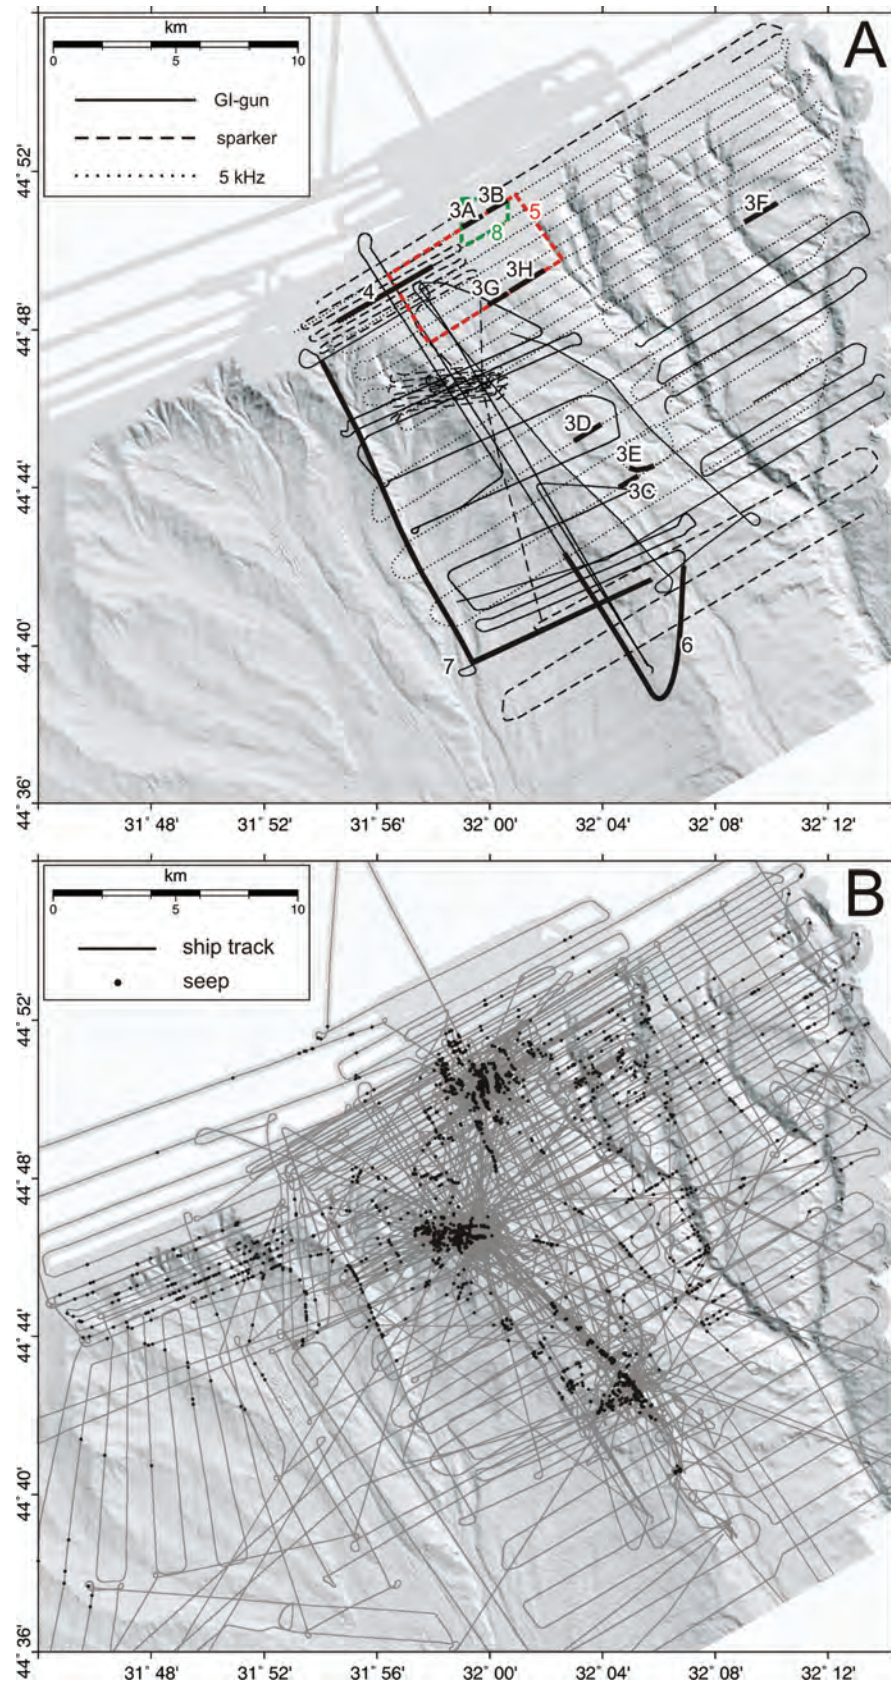 km
0 5 10
GI-gun
sparker
5 kHz
A
44˚ 52'
44˚ 48'
44˚ 44'
44˚ 40'
44˚ 36'
3A
3B
5
8
3F
4
3G
3H
3D
3E
3C
7
6
31˚ 48' 31˚ 52' 31˚ 56' 32˚ 00' 32˚ 04' 32˚ 08' 32˚ 12'
km
0 5 10
ship track
seep
B
44˚ 52'
44˚ 48'
44˚ 44'
44˚ 40'
44˚ 36'
31˚ 48' 31˚ 52' 31˚ 56' 32˚ 00' 32˚ 04' 32˚ 08' 32˚ 12'